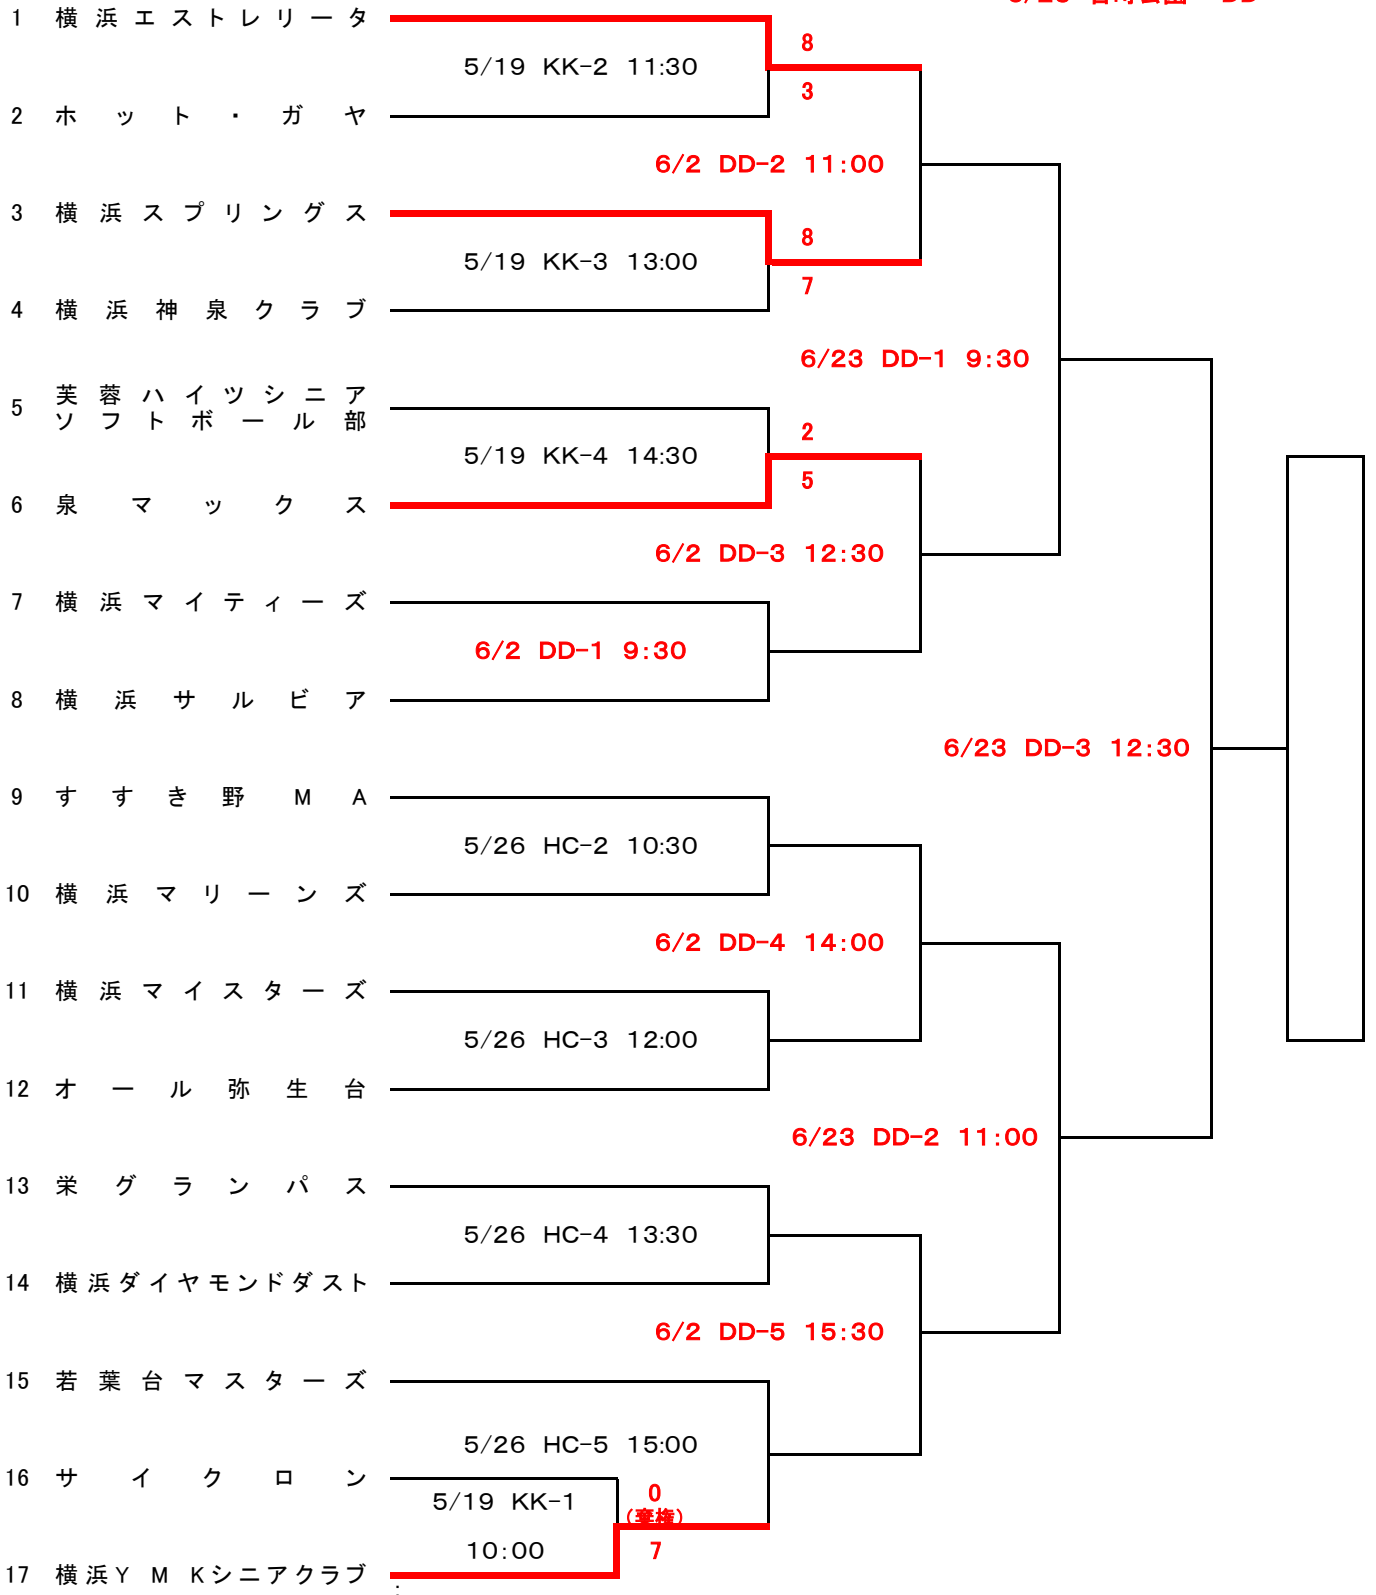 1 横浜エストレリータ
8
5/19 KK-2 11:30
3
2 ホット・ガヤ
6/2 DD-2 11:00
3 横浜スプリングス
8
5/19 KK-3 13:00
7
4 横浜神泉クラブ
6/23 DD-1 9:30
5 芙蓉ハイツシニア
ソフトボール部
2
5/19 KK-4 14:30
5
6 泉マックス
6/2 DD-3 12:30
7 横浜マイティーズ
6/2 DD-1 9:30
8 横浜サルビア
6/23 DD-3 12:30
9 すすき野MA
5/26 HC-2 10:30
10 横浜マリーンズ
6/2 DD-4 14:00
11 横浜マイスターズ
5/26 HC-3 12:00
12 オール弥生台
6/23 DD-2 11:00
13 栄グランパス
5/26 HC-4 13:30
14 横浜ダイヤモンドダスト
6/2 DD-5 15:30
15 若葉台マスターズ
5/26 HC-5 15:00
16 サイクロン
0
5/19 KK-1
(棄権)
10:00
7
17 横浜YMKシニアクラブ